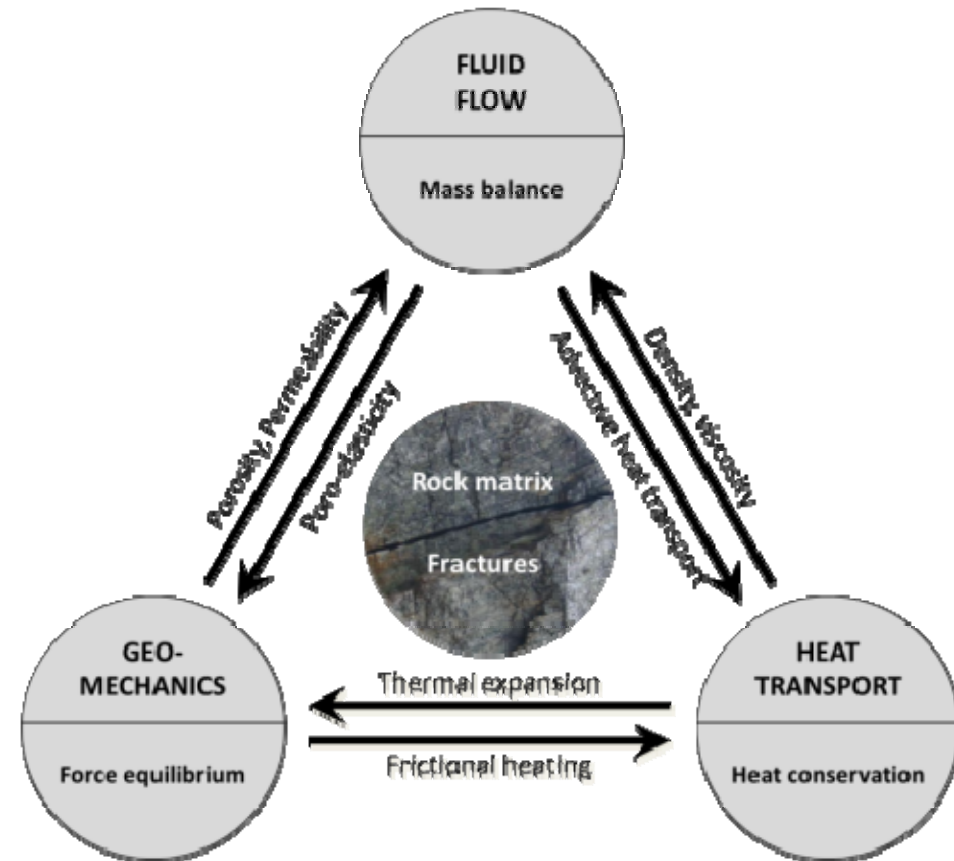 FLUID
FLOW
Mass balance
Porosity, Permeability
Poro-elasticity
Advective heat transport
Density, viscosity
Rock matrix
Fractures
GEO-
MECHANICS
Force equilibrium
Thermal expansion
Frictional heating
HEAT
TRANSPORT
Heat conservation